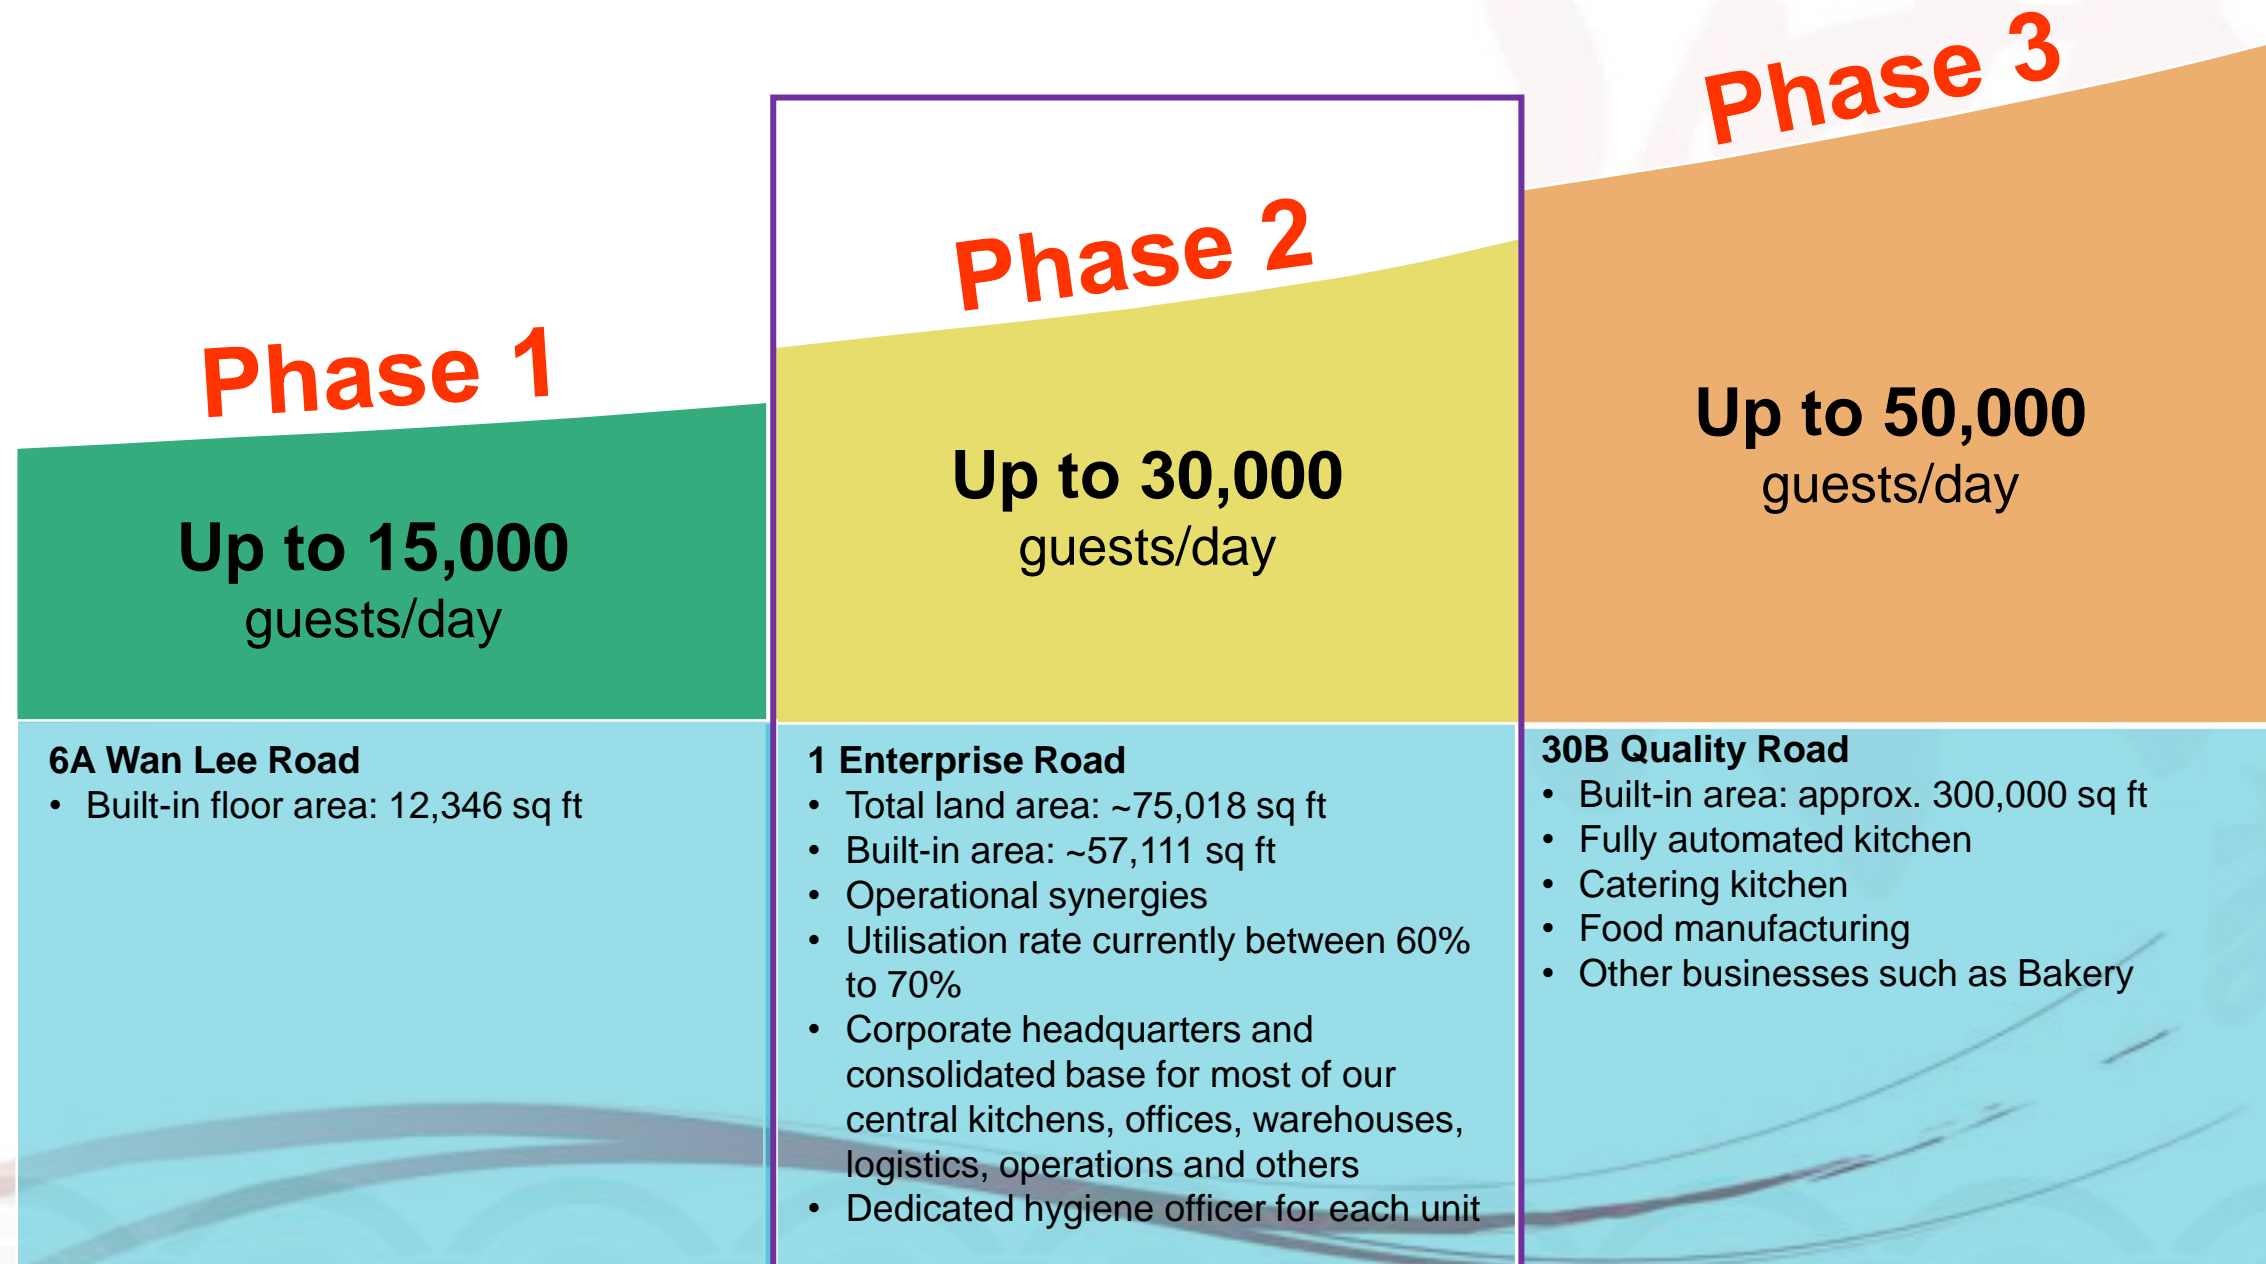 Phase 1
Up to 15,000
guests/day
6A Wan Lee Road
• Built-in floor area: 12,346 sq ft
Phase 2
Up to 30,000
guests/day
1 Enterprise Road
• Total land area: ~75,018 sq ft
• Built-in area: ~57,111 sq ft
• Operational synergies
• Utilisation rate currently between 60%
to 70%
• Corporate headquarters and
consolidated base for most of our
central kitchens, offices, warehouses,
logistics, operations and others
• Dedicated hygiene officer for each unit
Phase 3
Up to 50,000
guests/day
30B Quality Road
• Built-in area: approx. 300,000 sq ft
• Fully automated kitchen
• Catering kitchen
• Food manufacturing
• Other businesses such as Bakery